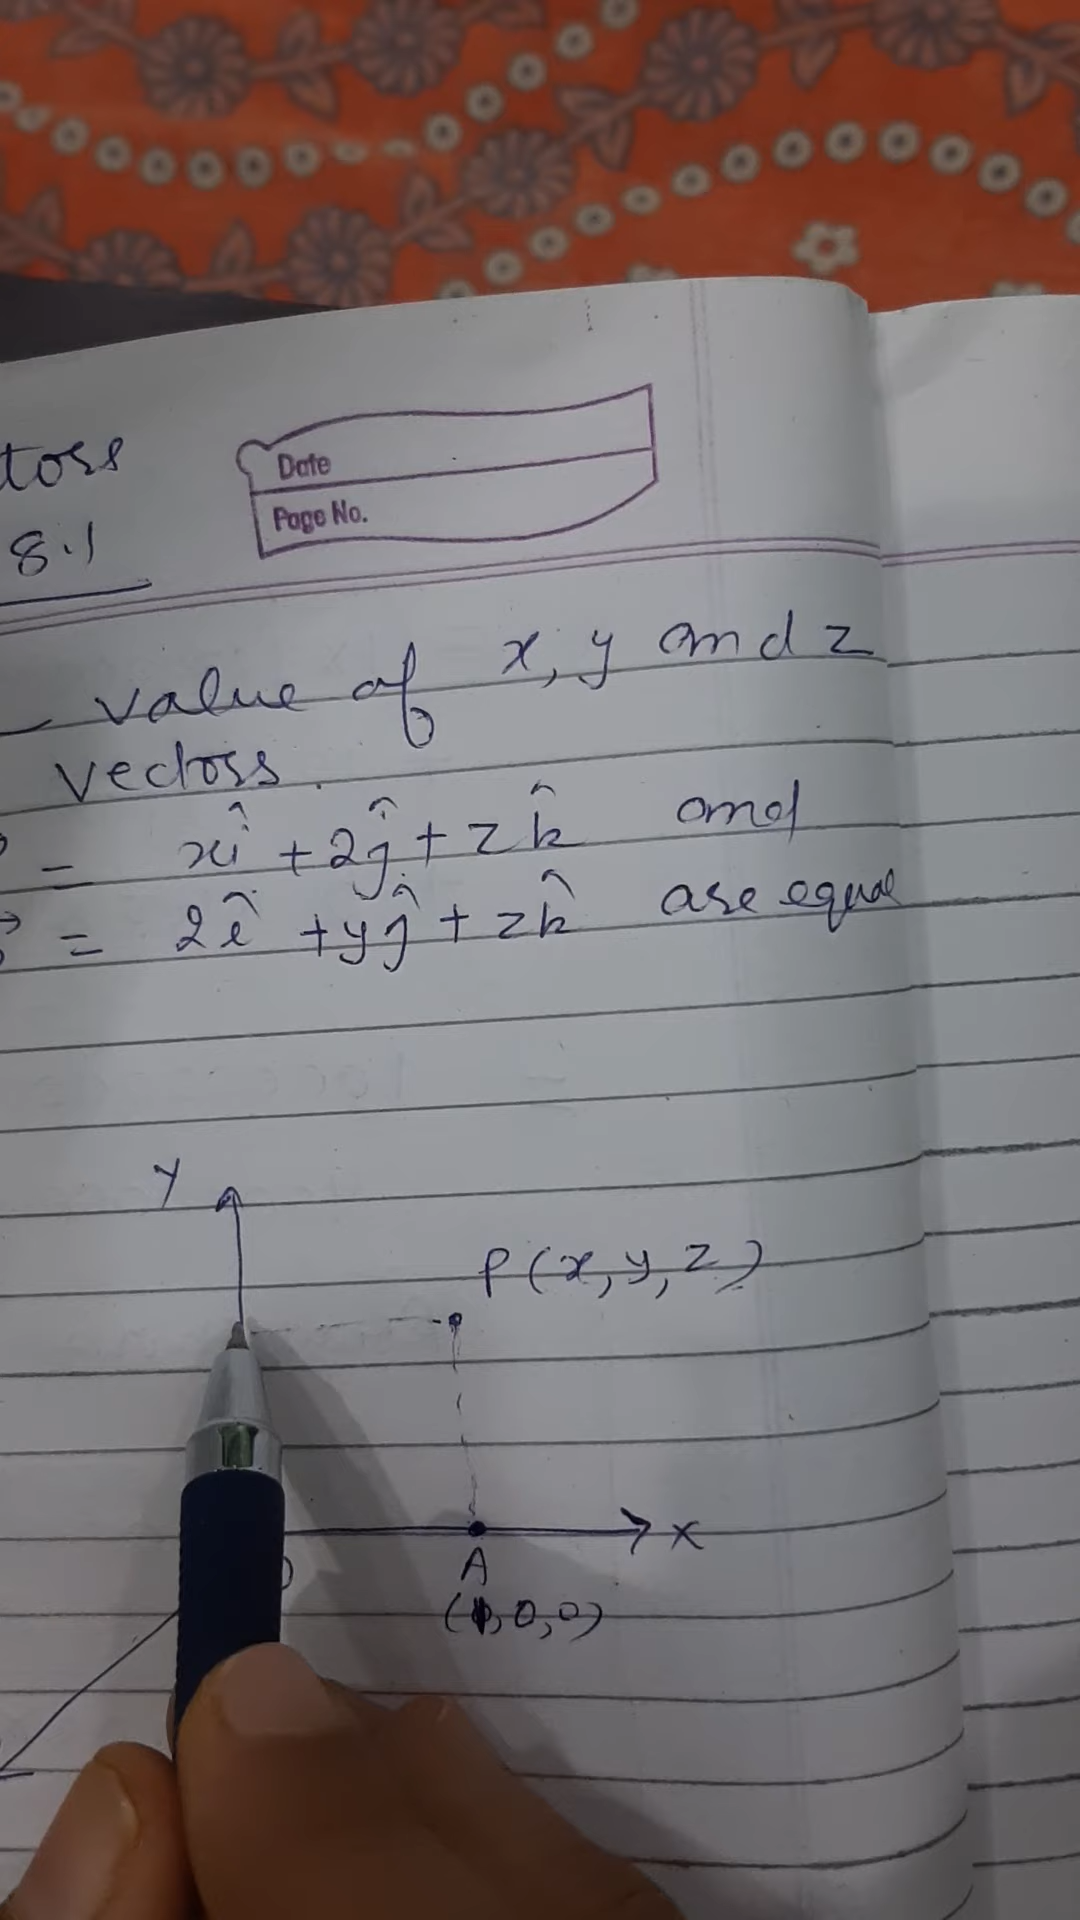 8.1
Date
Page No.
value of x, y and z
vectors.
= xî + 2ĵ + zk̂ and
= 2î + yĵ + zk̂ are equal
Y
P(x, y, z)
X
A
(1, 0, 0)